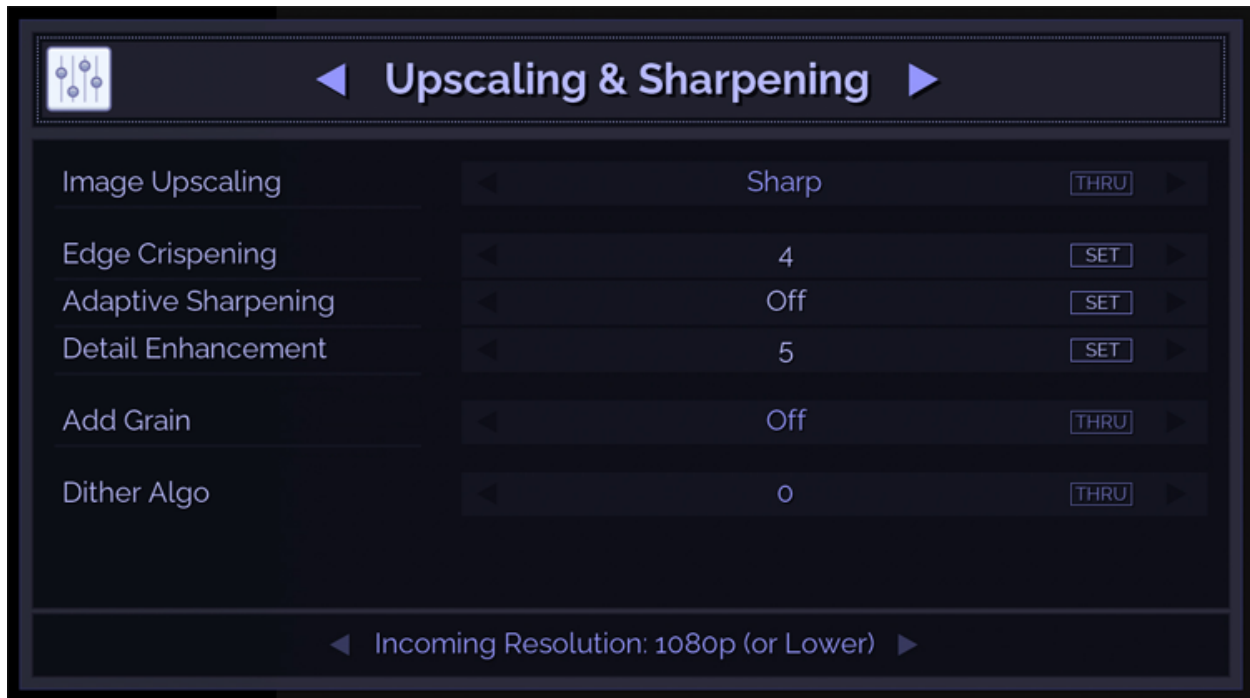 Upscaling & Sharpening
Image Upscaling Sharp THRU
Edge Crispening 4 SET
Adaptive Sharpening Off SET
Detail Enhancement 5 SET
Add Grain Off THRU
Dither Algo 0 THRU
Incoming Resolution: 1080p (or Lower)